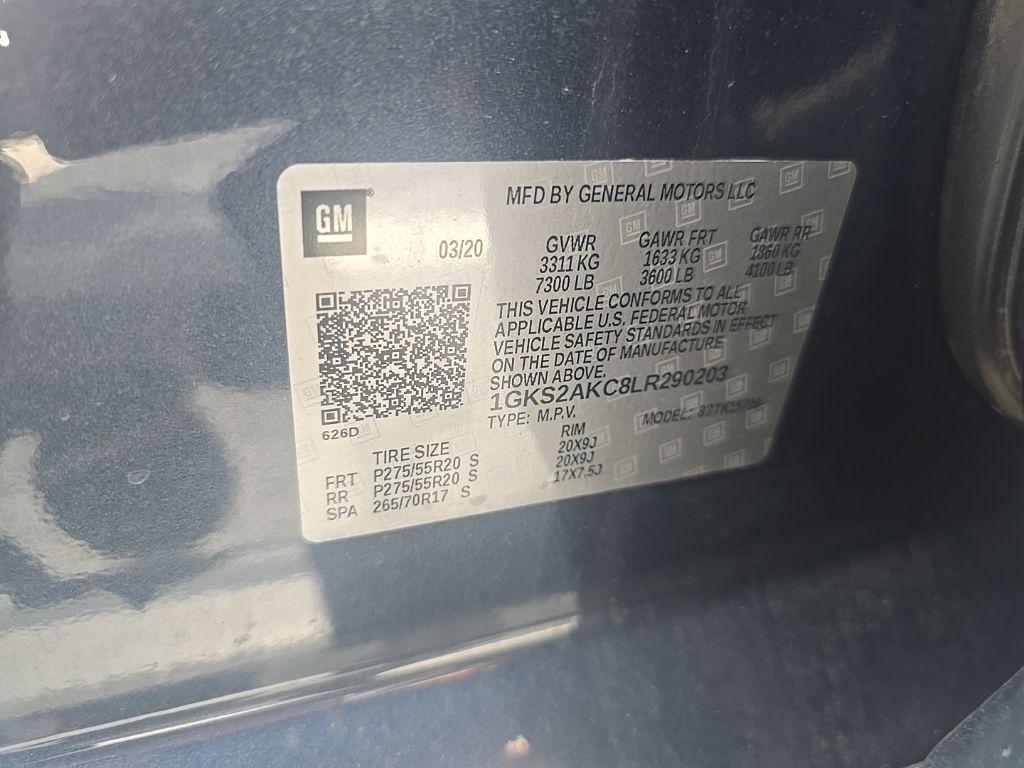 GM
MFD BY GENERAL MOTORS LLC
03/20
GVWR GAWR FRT GAWR RR
3311 KG 1633 KG 1860 KG
7300 LB 3600 LB 4100 LB
THIS VEHICLE CONFORMS TO ALL
APPLICABLE U.S. FEDERAL MOTOR
VEHICLE SAFETY STANDARDS IN EFFECT
ON THE DATE OF MANUFACTURE
SHOWN ABOVE.
1GKS2AKC8LR290203
TYPE: M.P.V. MODEL:
626D
TIRE SIZE RIM
FRT P275/55R20 S 20X9J
RR P275/55R20 S 20X9J
SPA 265/70R17 S 17X7.5J